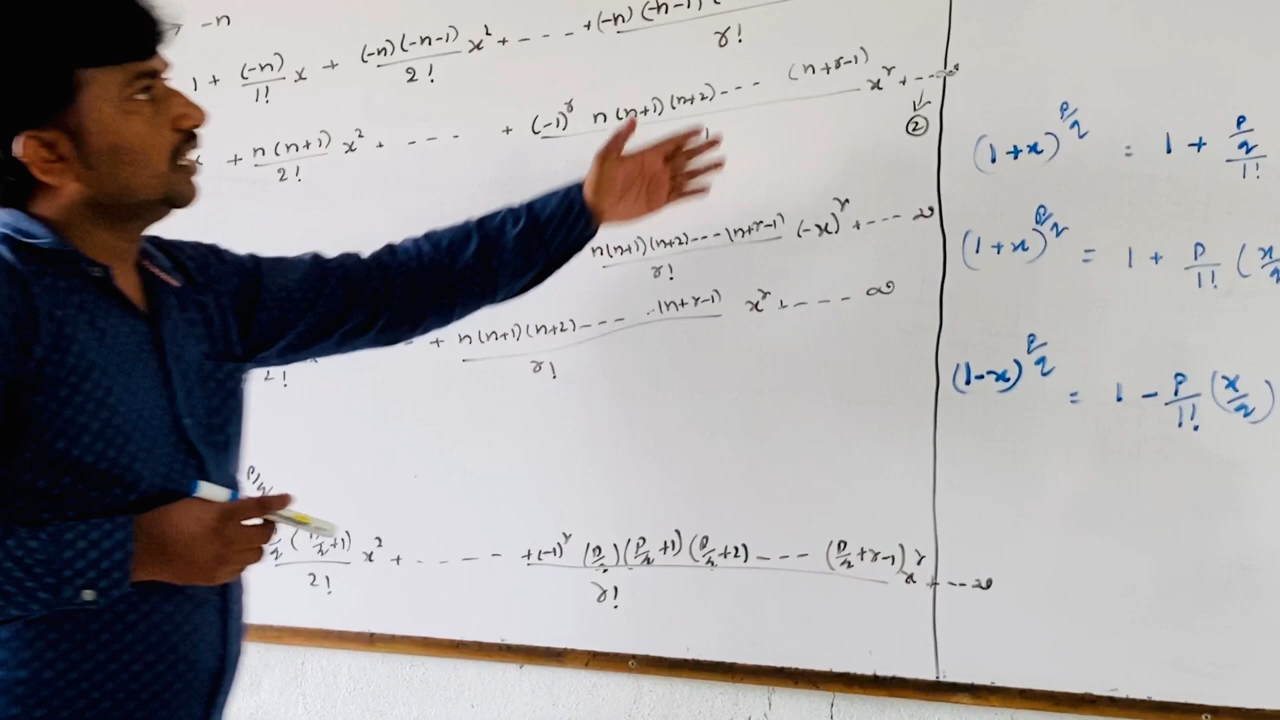 → -n
1 + (-n)/1! x + (-n)(-n-1)/2! x² + - - - - + (-n)(-n-1) / r!
+ n(n+1)/2! x² + - - - - + (-1)^r n(n+1)(n+2) - - - (n+r-1) x^r + - - - ∞
②
n(n+1)(n+2) - - - (n+r-1)/r! (-x)^r + - - - ∞
2! + n(n+1)(n+2) - - - - (n+r-1)/r! x^r + - - - - ∞
p/q
(p/q+1)/2! x² + - - - - - +(-1)^r (p/q)(p/q+1)(p/q+2) - - - - (p/q+r-1)/r! x^r + - - - ∞
(1+x)^p/q = 1 + p/q/1!
(1+x)^p/q = 1 + p/1! (x/q
(1-x)^p/q = 1 - p/1! (x/q)